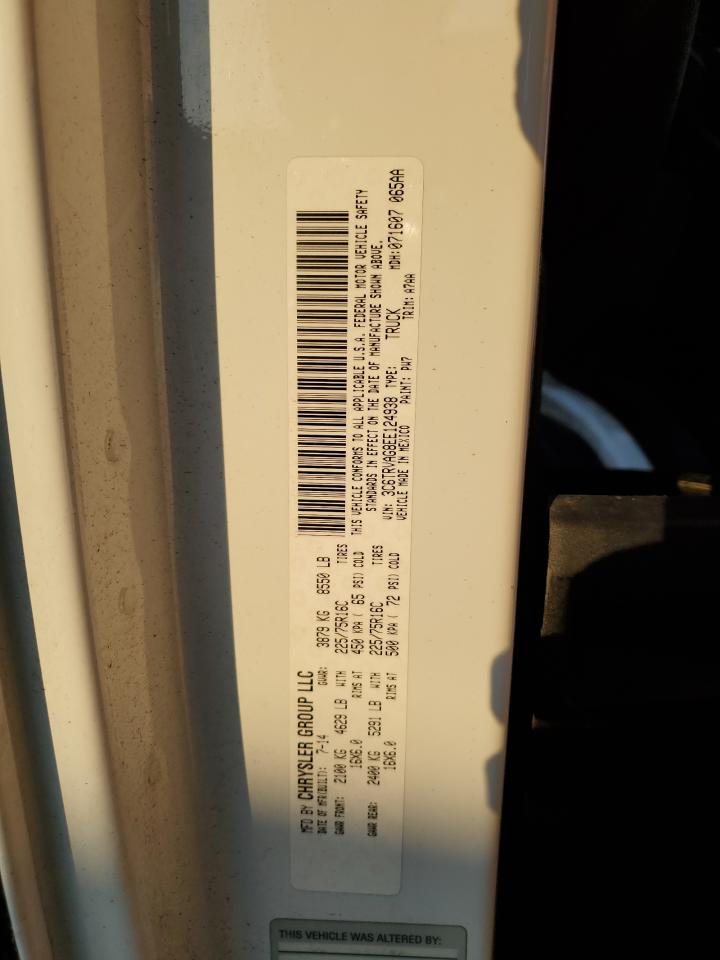 MFD BY CHRYSLER GROUP LLC
DATE OF MFR(BUILT): 7-14 GVWR: 3879 KG 8550 LB
GAWR FRONT: 2100 KG 4629 LB WITH 225/75R16C TIRES
16X6.0 RIMS AT 450 KPA ( 65 PSI) COLD
GAWR REAR: 2400 KG 5291 LB WITH 225/75R16C TIRES
16X6.0 RIMS AT 500 KPA ( 72 PSI) COLD
THIS VEHICLE CONFORMS TO ALL APPLICABLE U.S.A. FEDERAL MOTOR VEHICLE SAFETY
STANDARDS IN EFFECT ON THE DATE OF MANUFACTURE SHOWN ABOVE.
VIN: 3C6TRVAG8EE124938 TYPE: TRUCK MDH:071607 065AA
VEHICLE MADE IN MEXICO PAINT: PW7 TRIM: A7AA
THIS VEHICLE WAS ALTERED BY: